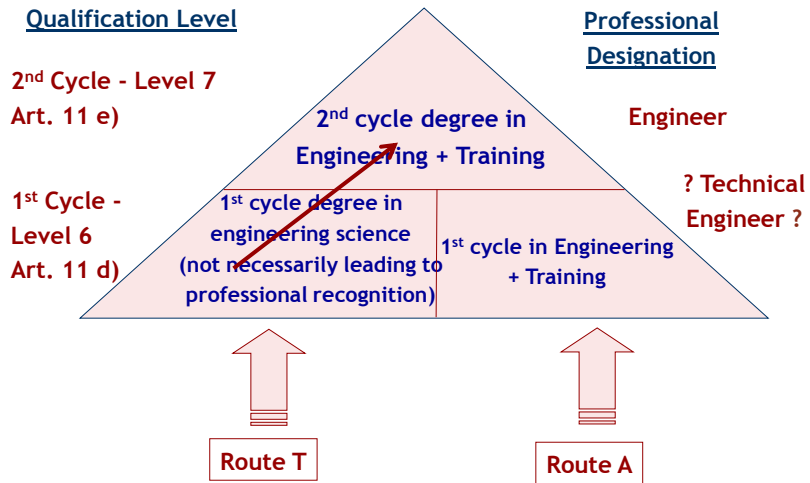 Qualification Level
Professional
Designation
2nd Cycle - Level 7
Art. 11 e)
2nd cycle degree in
Engineering + Training
Engineer
1st Cycle -
Level 6
Art. 11 d)
1st cycle degree in
engineering science
(not necessarily leading to
professional recognition)
1st cycle in Engineering
+ Training
? Technical
Engineer ?
Route T
Route A